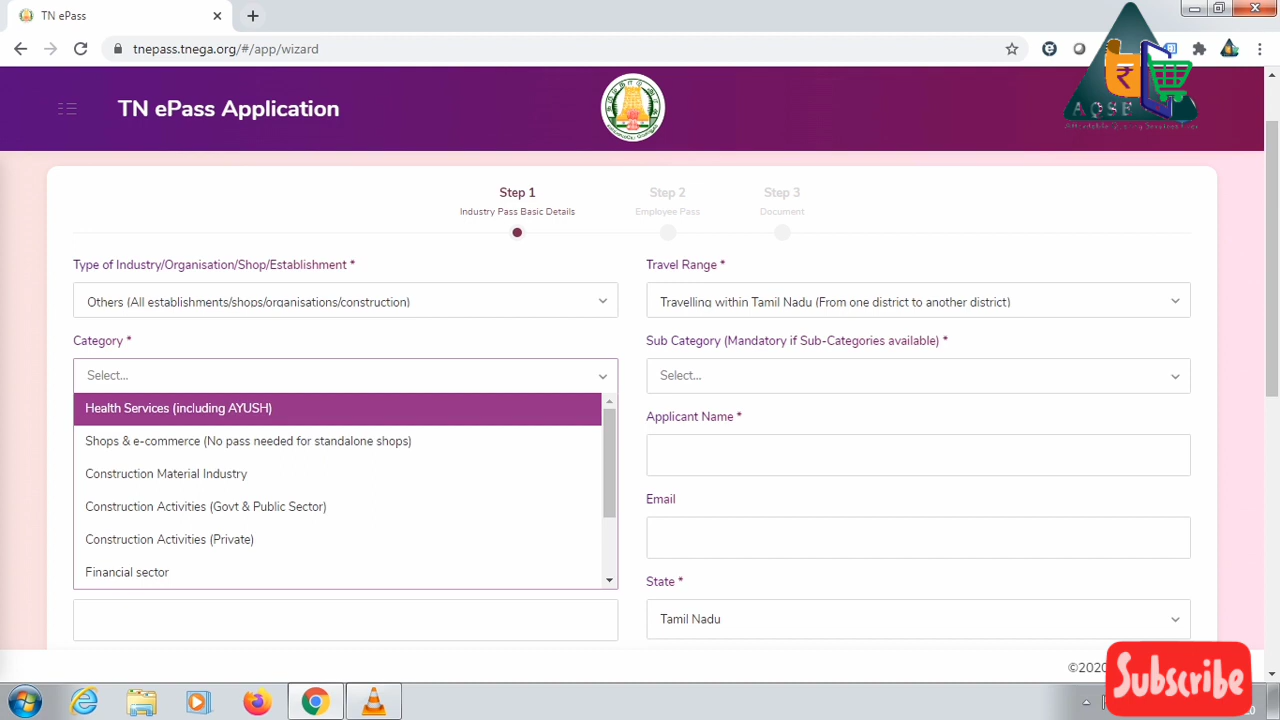 TN ePass
tnepass.tnega.org/#/app/wizard
TN ePass Application
AQSE
Step 1
Step 2
Step 3
Industry Pass Basic Details
Employee Pass
Document
Type of Industry/Organisation/Shop/Establishment *
Travel Range *
Others (All establishments/shops/organisations/construction)
Travelling within Tamil Nadu (From one district to another district)
Category *
Sub Category (Mandatory if Sub-Categories available) *
Select...
Select...
Health Services (including AYUSH)
Applicant Name *
Shops & e-commerce (No pass needed for standalone shops)
Construction Material Industry
Email
Construction Activities (Govt & Public Sector)
Construction Activities (Private)
Financial sector
State *
Tamil Nadu
©2020
Subscribe